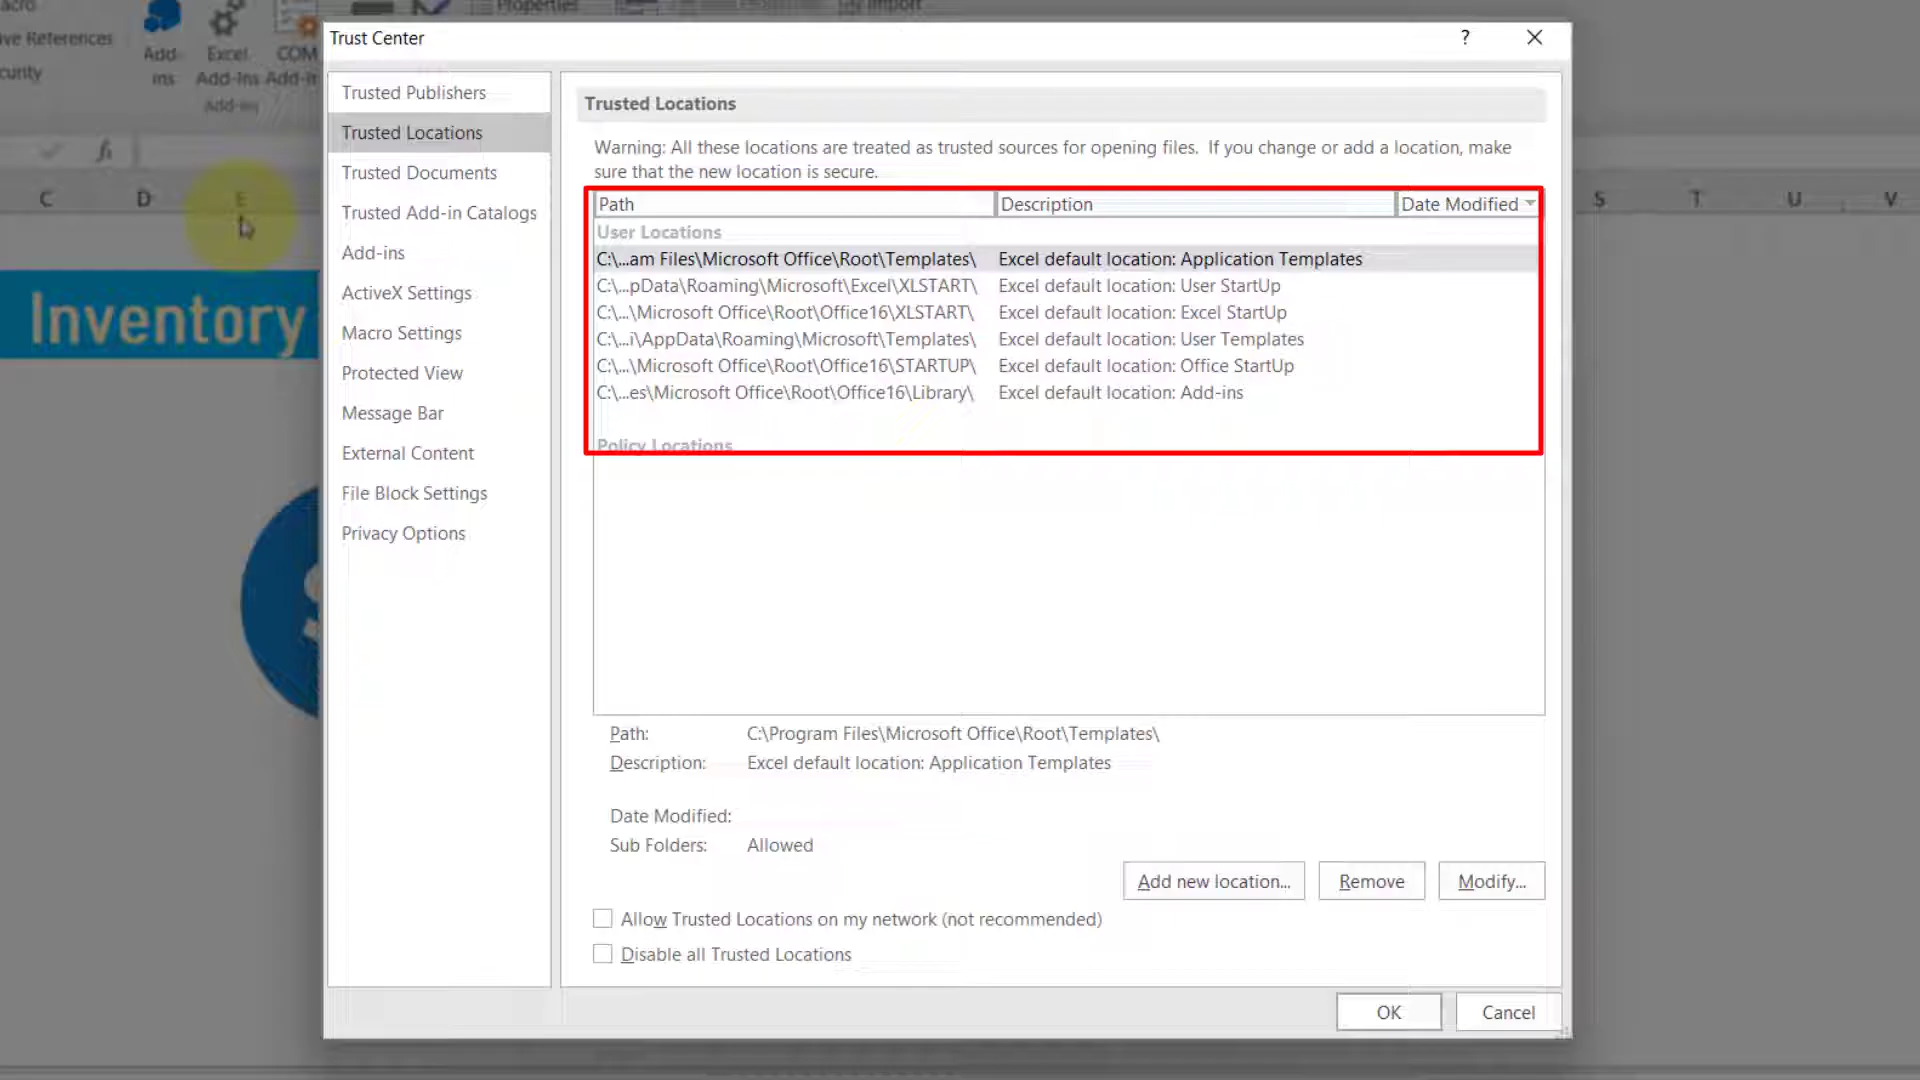 Properties
Import
ve References
curity
Add-
ins
Excel
Add-Ins
COM
Add-in
Add-ins
fx
C D E S T U V
Inventory
Trust Center
?
Trusted Publishers
Trusted Locations
Trusted Documents
Trusted Add-in Catalogs
Add-ins
ActiveX Settings
Macro Settings
Protected View
Message Bar
External Content
File Block Settings
Privacy Options
Trusted Locations
Warning: All these locations are treated as trusted sources for opening files. If you change or add a location, make
sure that the new location is secure.
Path Description Date Modified
User Locations
C:\...am Files\Microsoft Office\Root\Templates\ Excel default location: Application Templates
C:\...pData\Roaming\Microsoft\Excel\XLSTART\ Excel default location: User StartUp
C:\...\Microsoft Office\Root\Office16\XLSTART\ Excel default location: Excel StartUp
C:\...i\AppData\Roaming\Microsoft\Templates\ Excel default location: User Templates
C:\...\Microsoft Office\Root\Office16\STARTUP\ Excel default location: Office StartUp
C:\...es\Microsoft Office\Root\Office16\Library\ Excel default location: Add-ins
Policy Locations
Path: C:\Program Files\Microsoft Office\Root\Templates\
Description: Excel default location: Application Templates
Date Modified:
Sub Folders: Allowed
Add new location... Remove Modify...
Allow Trusted Locations on my network (not recommended)
Disable all Trusted Locations
OK Cancel